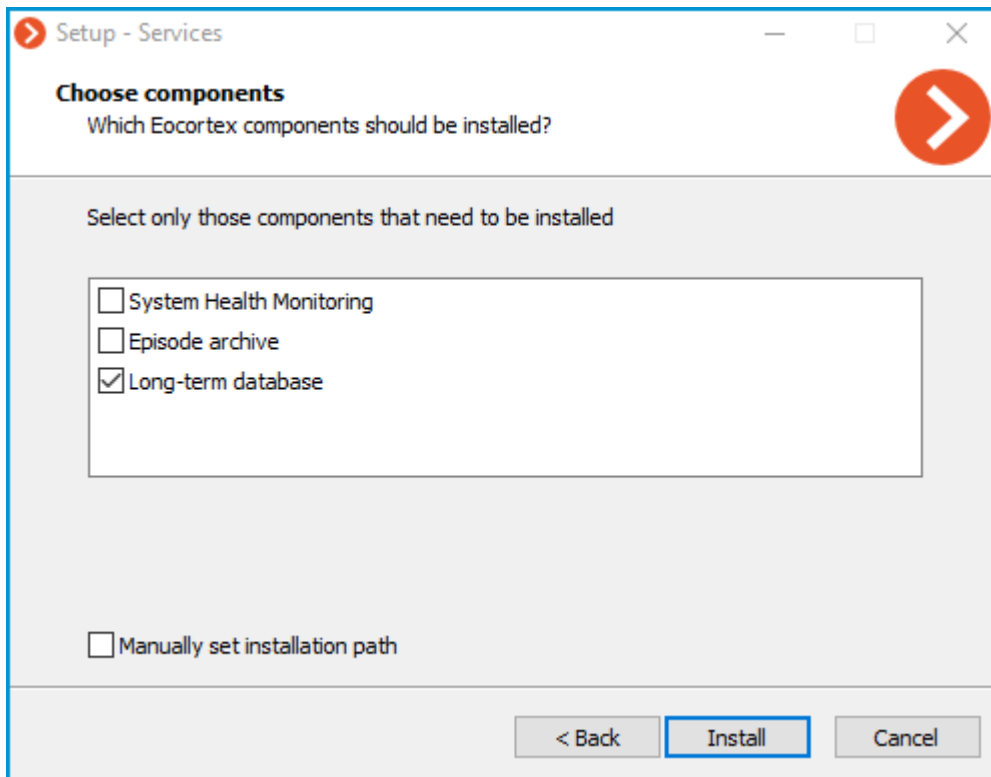 Setup - Services
Choose components
Which Eocortex components should be installed?
Select only those components that need to be installed
System Health Monitoring
Episode archive
Long-term database
Manually set installation path
< Back
Install
Cancel